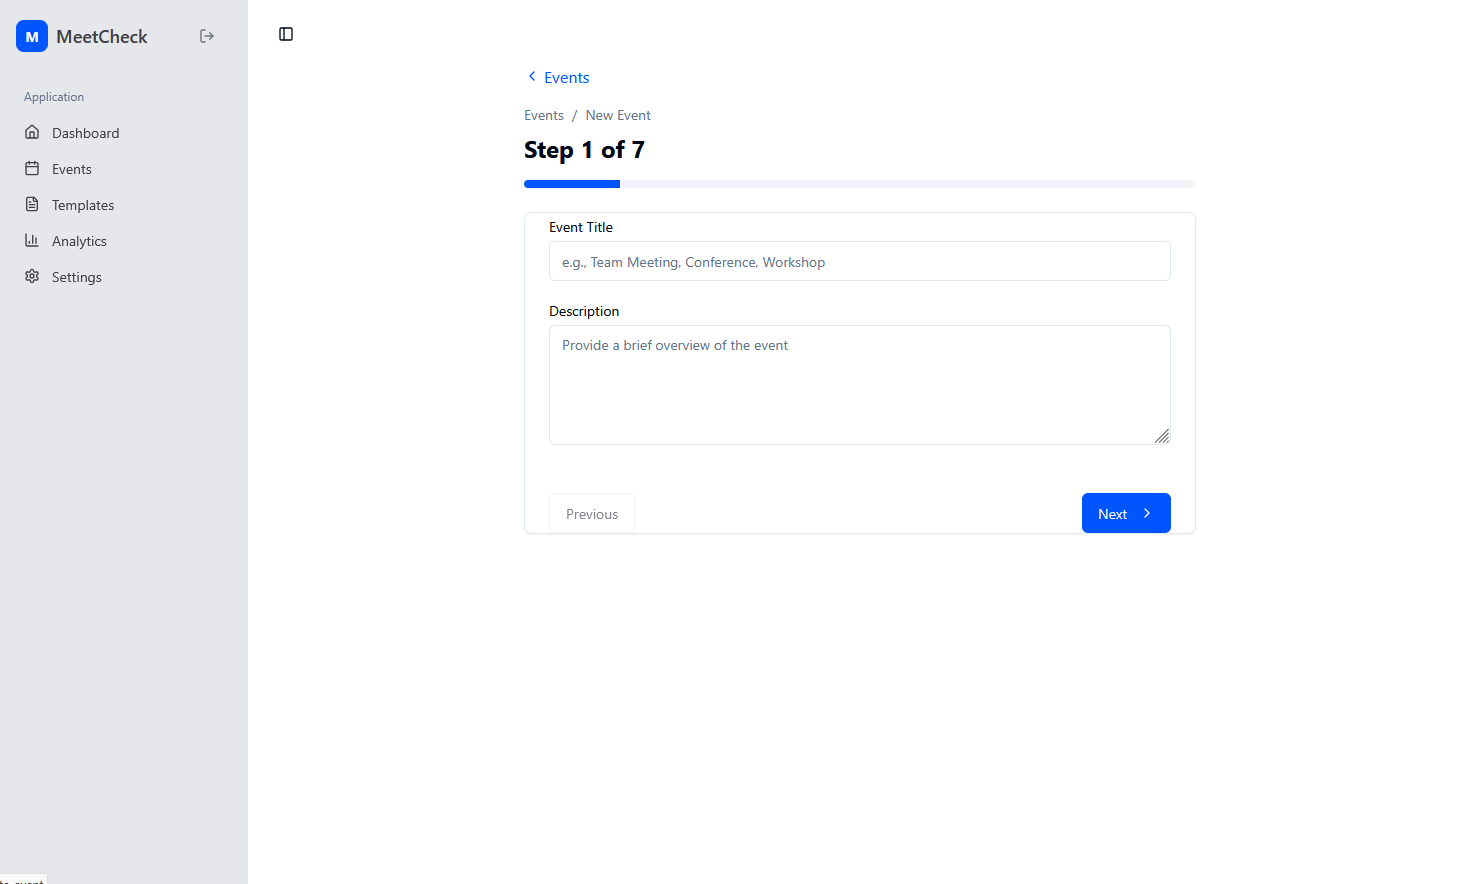 M MeetCheck
Application
Dashboard
Events
Templates
Analytics
Settings
Events
Events / New Event
Step 1 of 7
Event Title
e.g., Team Meeting, Conference, Workshop
Description
Provide a brief overview of the event
Previous
Next